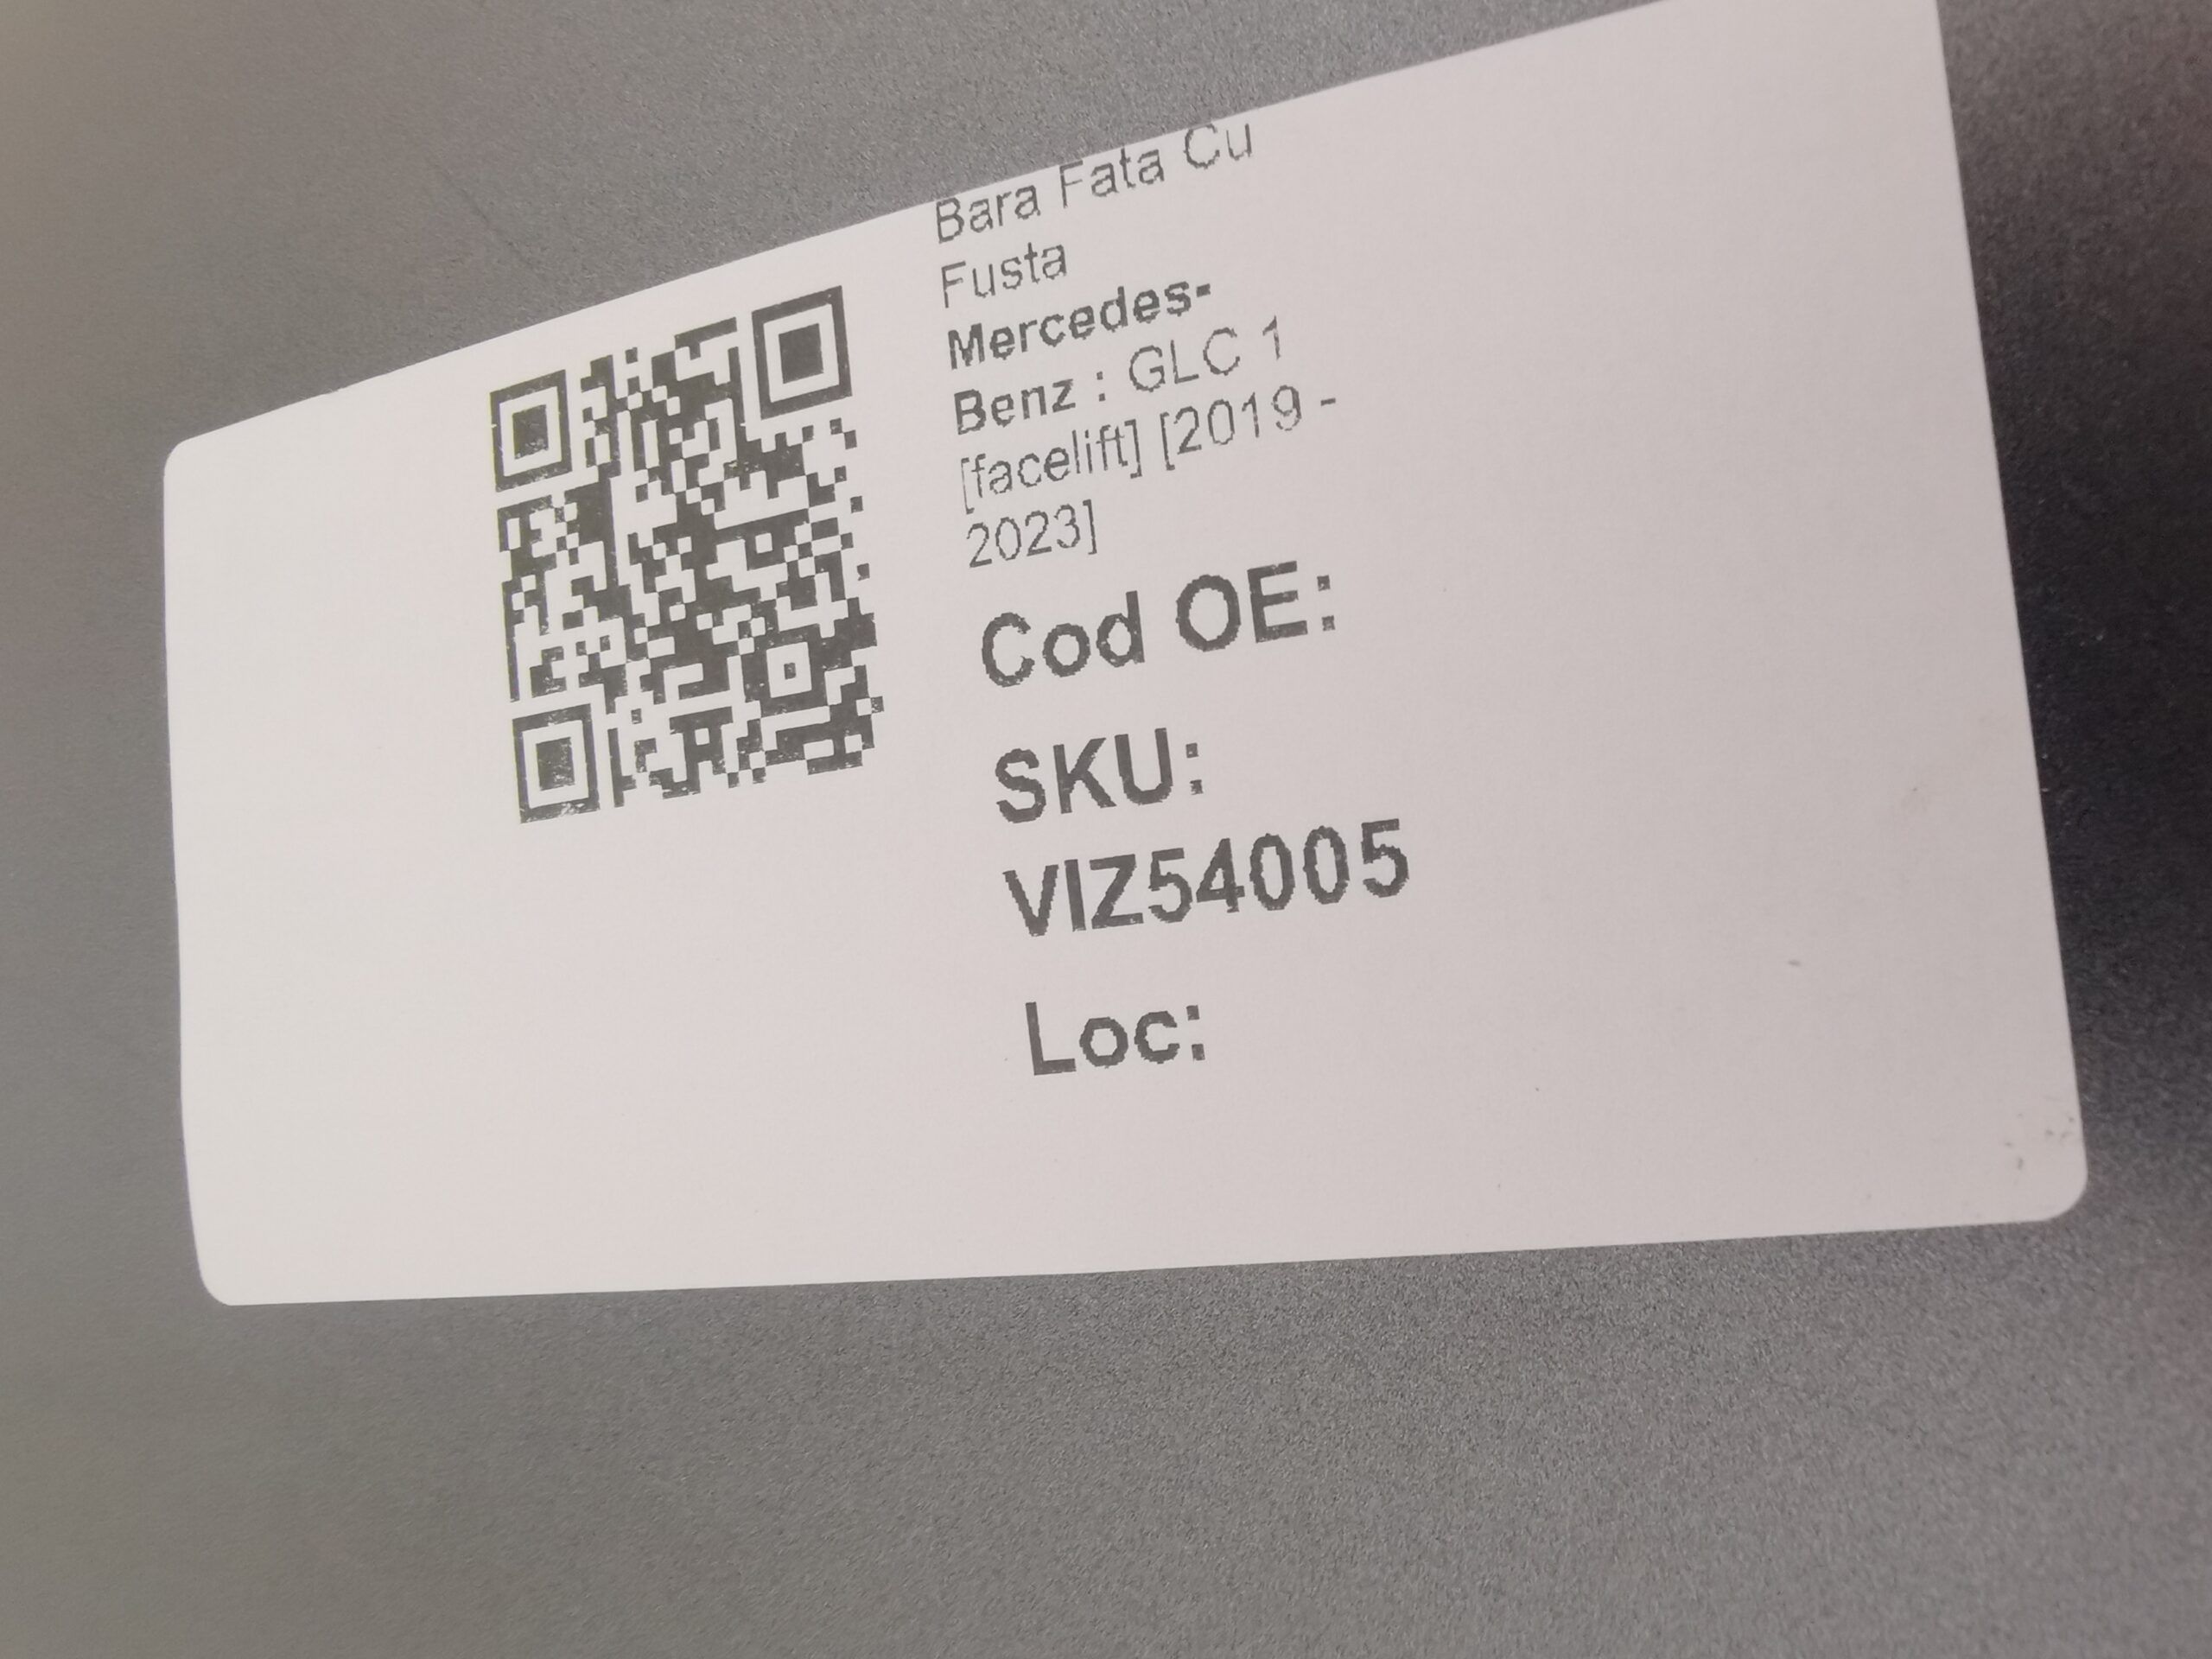 Bara Fata Cu
Fusta
Mercedes-
Benz : GLC 1
[facelift] [2019 -
2023]
Cod OE:
SKU:
VIZ54005
Loc: